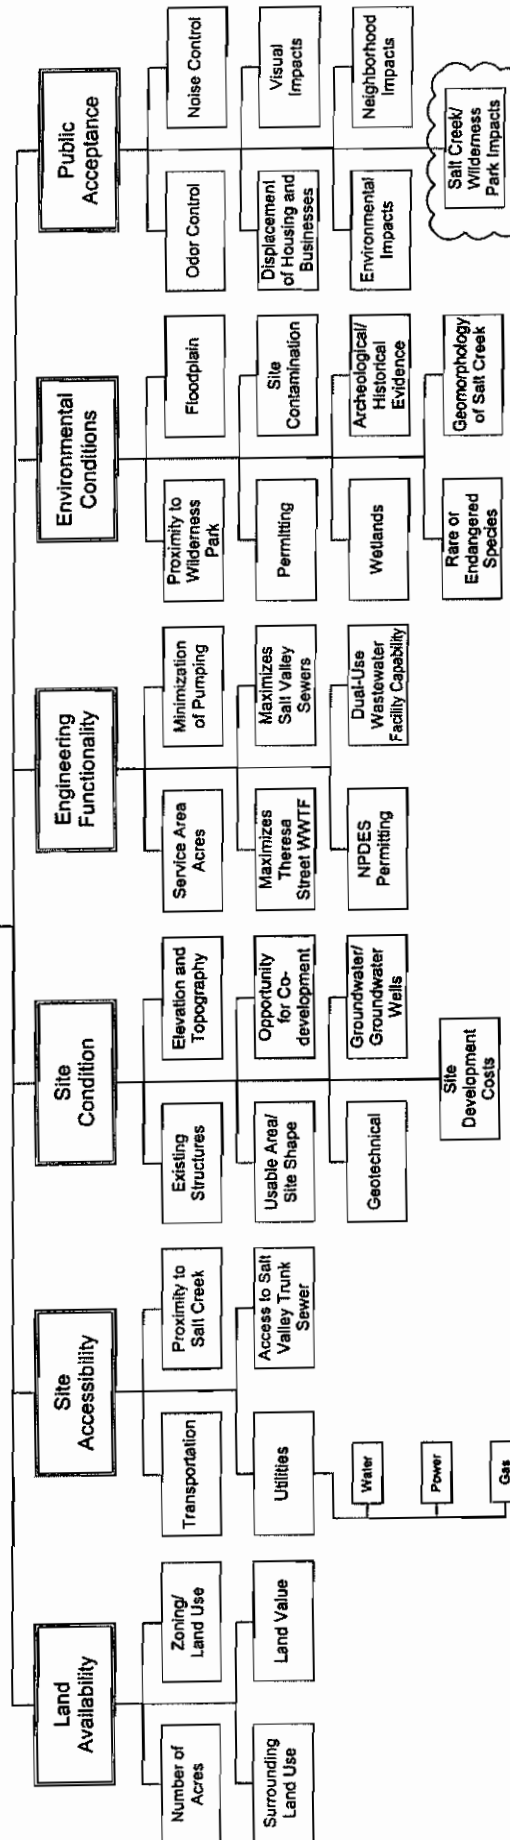 Land
Availability
Number of
Acres
Zoning/
Land Use
Surrounding
Land Use
Land Value
Site
Accessibility
Transportation
Proximity to
Salt Creek
Utilities
Access to Salt
Valley Trunk
Sewer
Water
Power
Gas
Site
Condition
Existing
Structures
Elevation and
Topography
Usable Area/
Site Shape
Opportunity
for Co-
development
Geotechnical
Groundwater/
Groundwater
Wells
Site
Development
Costs
Engineering
Functionality
Service Area
Acres
Minimization
of Pumping
Maximizes
Theresa
Street WWTF
Maximizes
Salt Valley
Sewers
NPDES
Permitting
Dual-Use
Wastewater
Facility Capability
Environmental
Conditions
Proximity to
Wilderness
Park
Floodplain
Permitting
Site
Contamination
Wetlands
Archeological/
Historical
Evidence
Rare or
Endangered
Species
Geomorphology
of Salt Creek
Public
Acceptance
Odor Control
Noise Control
Displacement
of Housing and
Businesses
Visual
Impacts
Environmental
Impacts
Neighborhood
Impacts
Salt Creek/
Wilderness
Park Impacts